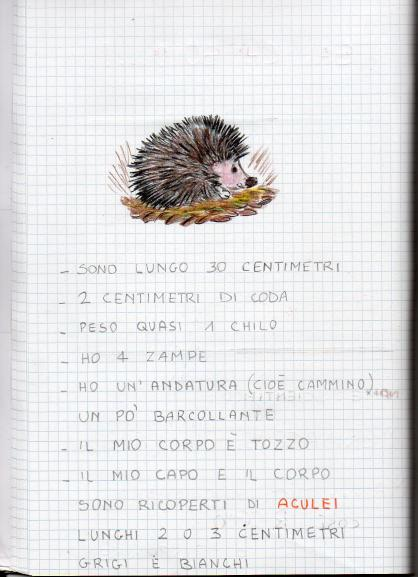 - SONO LUNGO 30 CENTIMETRI
- 2 CENTIMETRI DI CODA
- PESO QUASI 1 CHILO
- HO 4 ZAMPE
- HO UN'ANDATURA (CIOÈ CAMMINO)
UN PO' BARCOLLANTE
- IL MIO CORPO È TOZZO
- IL MIO CAPO E IL CORPO
SONO RICOPERTI DI ACULEI
LUNGHI 2 O 3 CENTIMETRI
GRIGI E BIANCHI